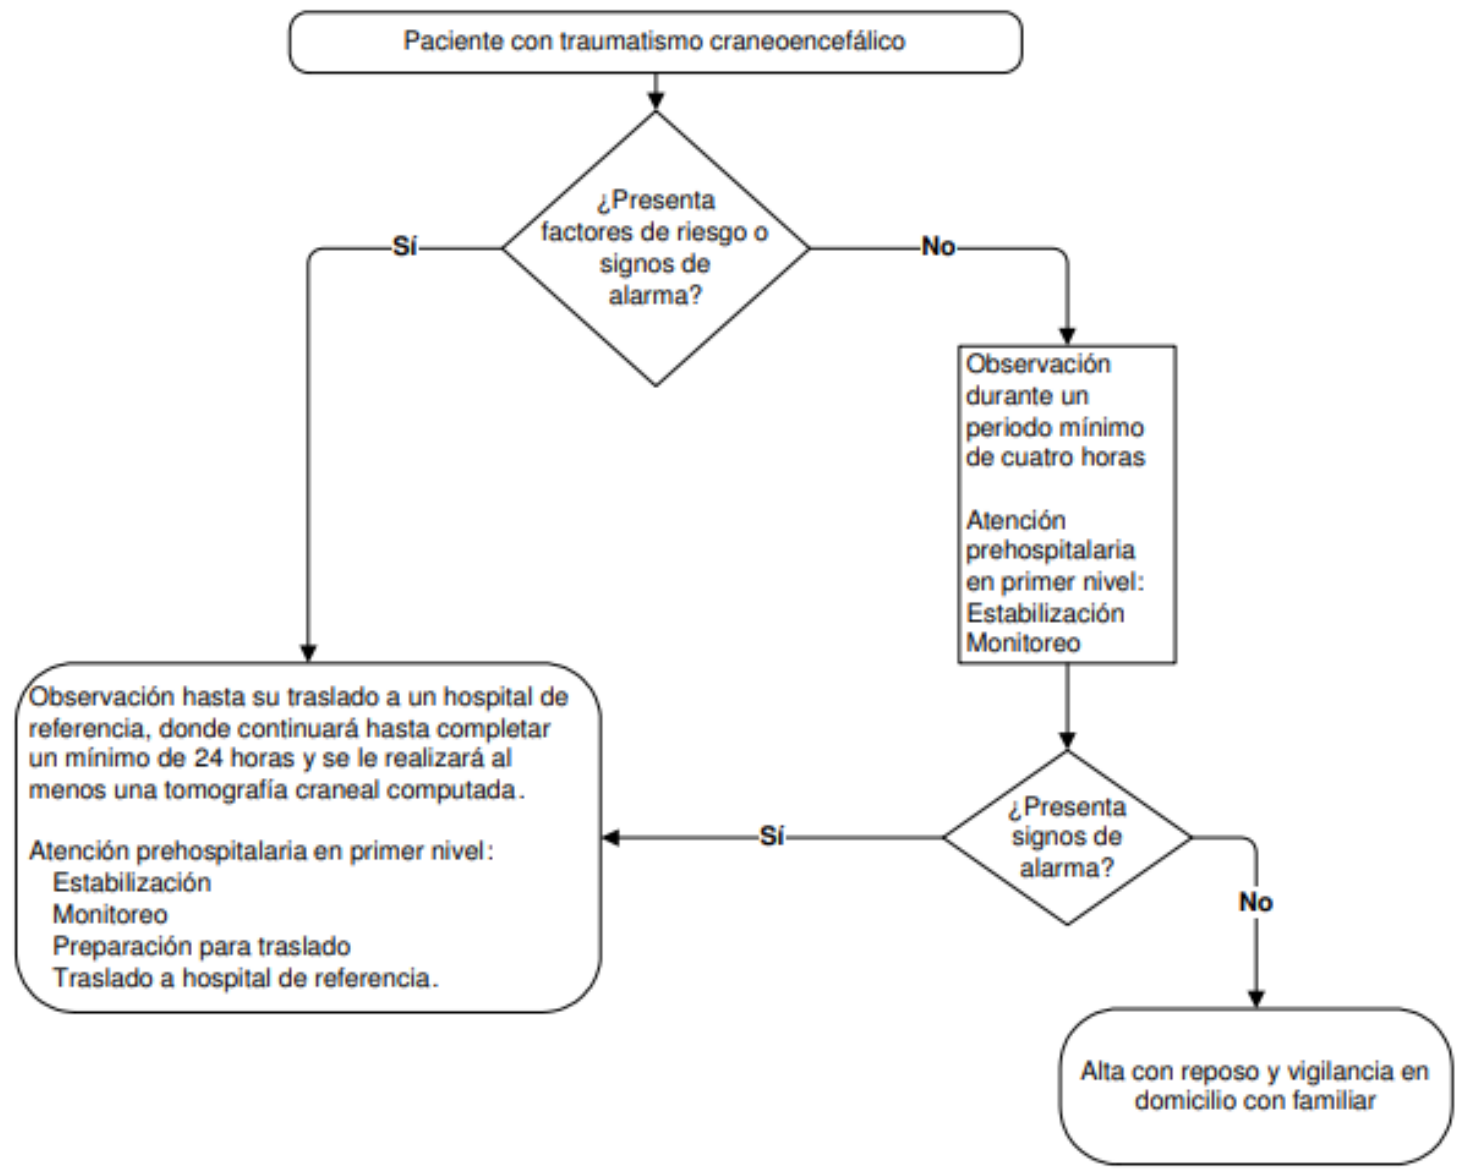 Paciente con traumatismo craneoencefálico
¿Presenta
factores de riesgo o
signos de
alarma?
Sí
No
Observación
durante un
periodo mínimo
de cuatro horas
Atención
prehospitalaria
en primer nivel:
Estabilización
Monitoreo
Observación hasta su traslado a un hospital de
referencia, donde continuará hasta completar
un mínimo de 24 horas y se le realizará al
menos una tomografía craneal computada.
Atención prehospitalaria en primer nivel:
Estabilización
Monitoreo
Preparación para traslado
Traslado a hospital de referencia.
¿Presenta
signos de
alarma?
Sí
No
Alta con reposo y vigilancia en
domicilio con familiar